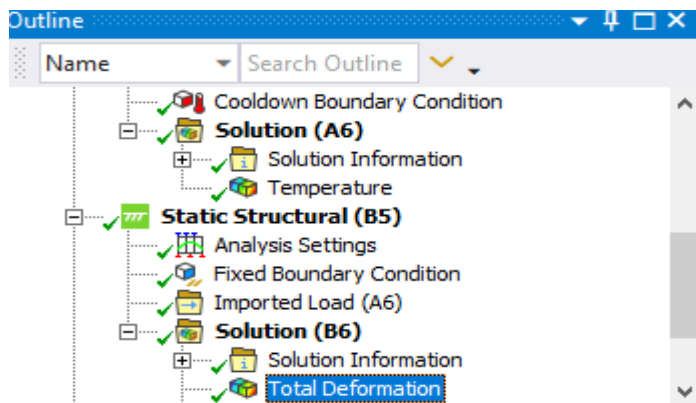 Outline
Name Search Outline
Cooldown Boundary Condition
Solution (A6)
Solution Information
Temperature
Static Structural (B5)
Analysis Settings
Fixed Boundary Condition
Imported Load (A6)
Solution (B6)
Solution Information
Total Deformation